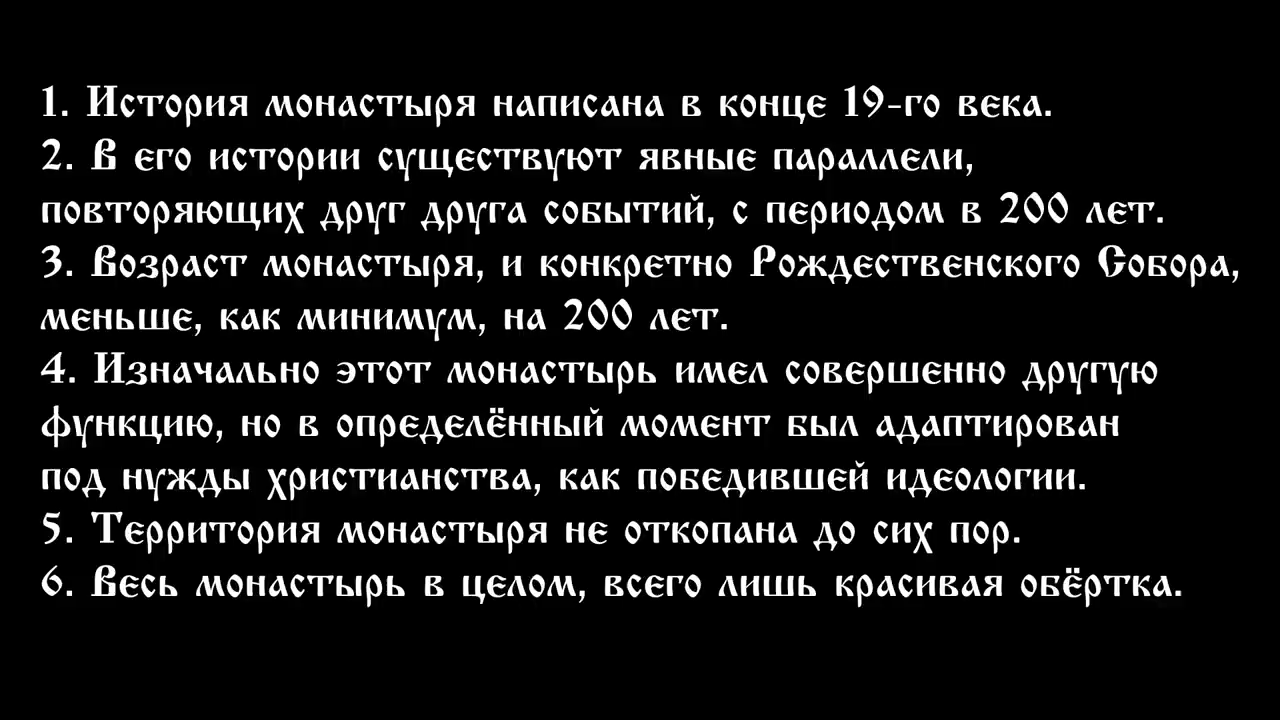 1. История монастыря написана в конце 19-го века.
2. В его истории существуют явные параллели,
повторяющих друг друга событий, с периодом в 200 лет.
3. Возраст монастыря, и конкретно Рождественского Собора,
меньше, как минимум, на 200 лет.
4. Изначально этот монастырь имел совершенно другую
функцию, но в определённый момент был адаптирован
под нужды христианства, как победившей идеологии.
5. Территория монастыря не откопана до сих пор.
6. Весь монастырь в целом, всего лишь красивая обёртка.